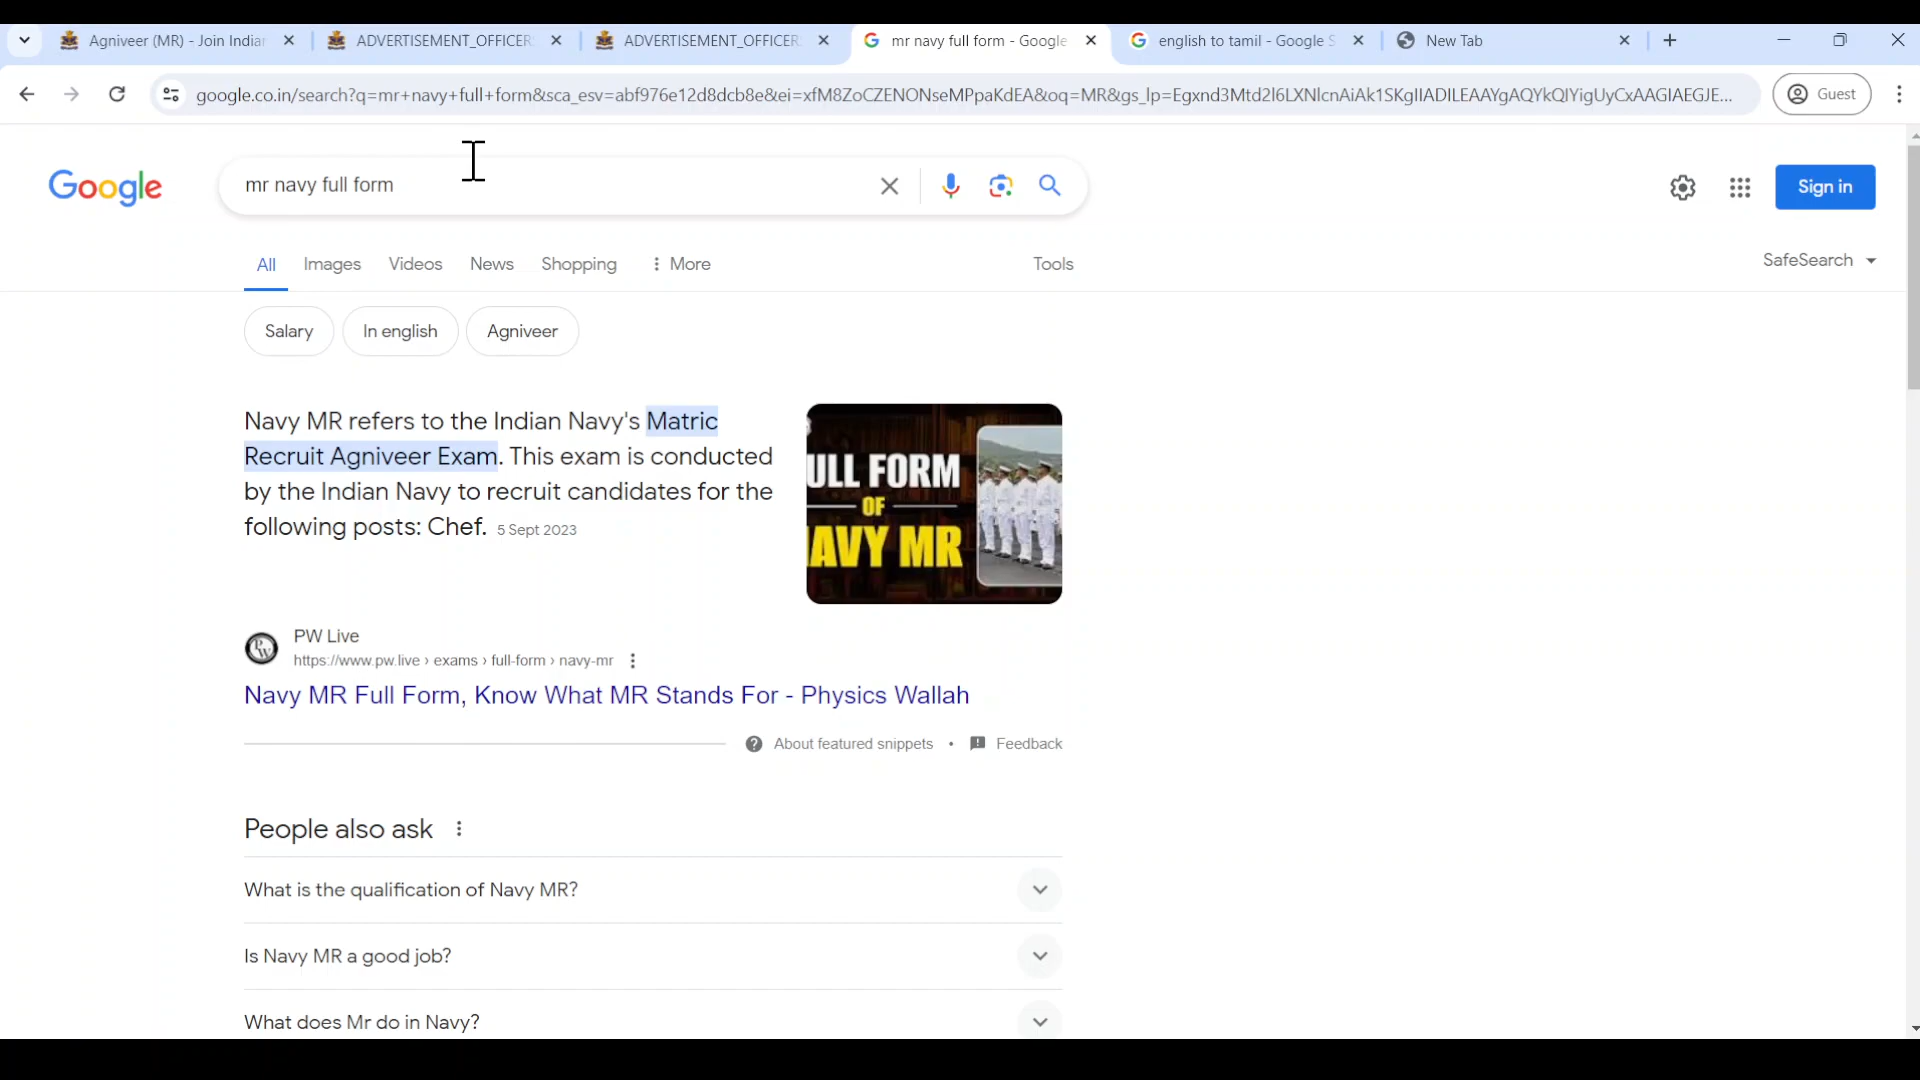 Agniveer (MR) - Join Indian
ADVERTISEMENT_OFFICER
ADVERTISEMENT_OFFICER
mr navy full form - Google
english to tamil - Google S
New Tab
google.co.in/search?q=mr+navy+full+form&sca_esv=abf976e12d8dcb8e&ei=xfM8ZoCZENONseMPpaKdEA&oq=MR&gs_lp=Egxnd3Mtd2l6LXNlcnAiAk1SKgIIADILEAAYgAQYkQIYigUyCxAAGIAEGJE...
Guest
Google
mr navy full form
Sign in
All
Images
Videos
News
Shopping
More
Tools
SafeSearch
Salary
In english
Agniveer
Navy MR refers to the Indian Navy's Matric
Recruit Agniveer Exam. This exam is conducted
by the Indian Navy to recruit candidates for the
following posts: Chef. 5 Sept 2023
ULL FORM
OF
AVY MR
PW Live
https://www.pw.live › exams › full-form › navy-mr
Navy MR Full Form, Know What MR Stands For - Physics Wallah
About featured snippets • Feedback
People also ask
What is the qualification of Navy MR?
Is Navy MR a good job?
What does Mr do in Navy?